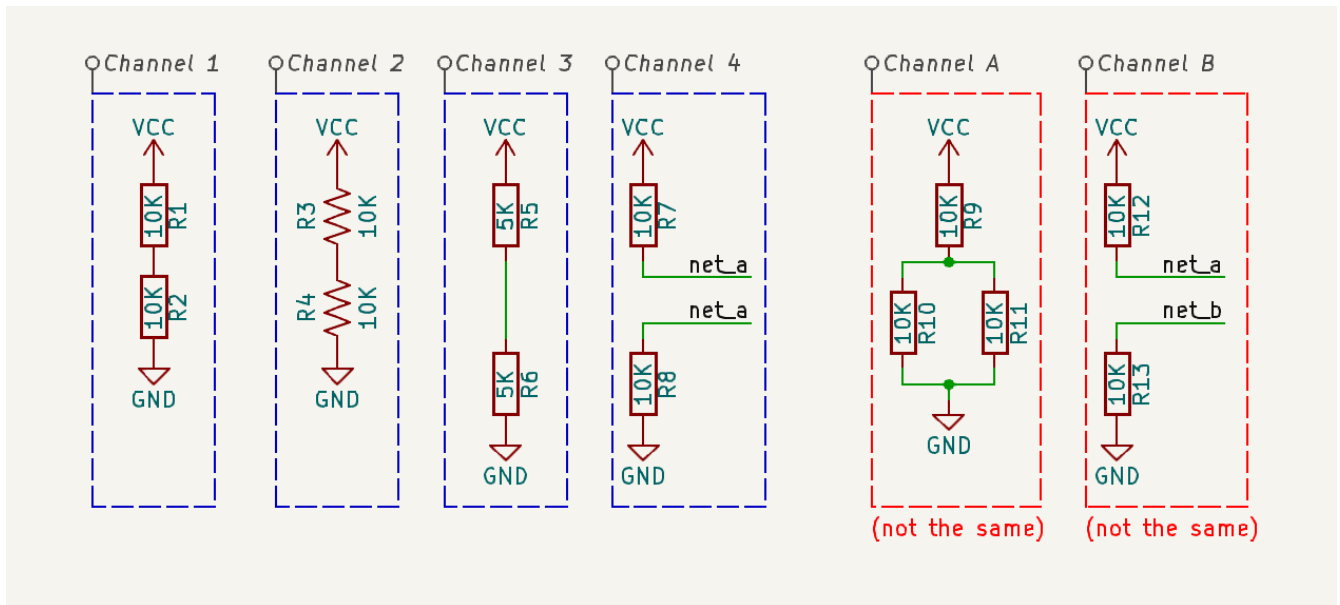 Channel 1
VCC
10K
R1
10K
R2
GND
Channel 2
VCC
R3
10K
R4
10K
GND
Channel 3
VCC
5K
R5
5K
R6
GND
Channel 4
VCC
10K
R7
net_a
net_a
10K
R8
GND
Channel A
VCC
10K
R9
10K
R10
10K
R11
GND
(not the same)
Channel B
VCC
10K
R12
net_a
net_b
10K
R13
GND
(not the same)